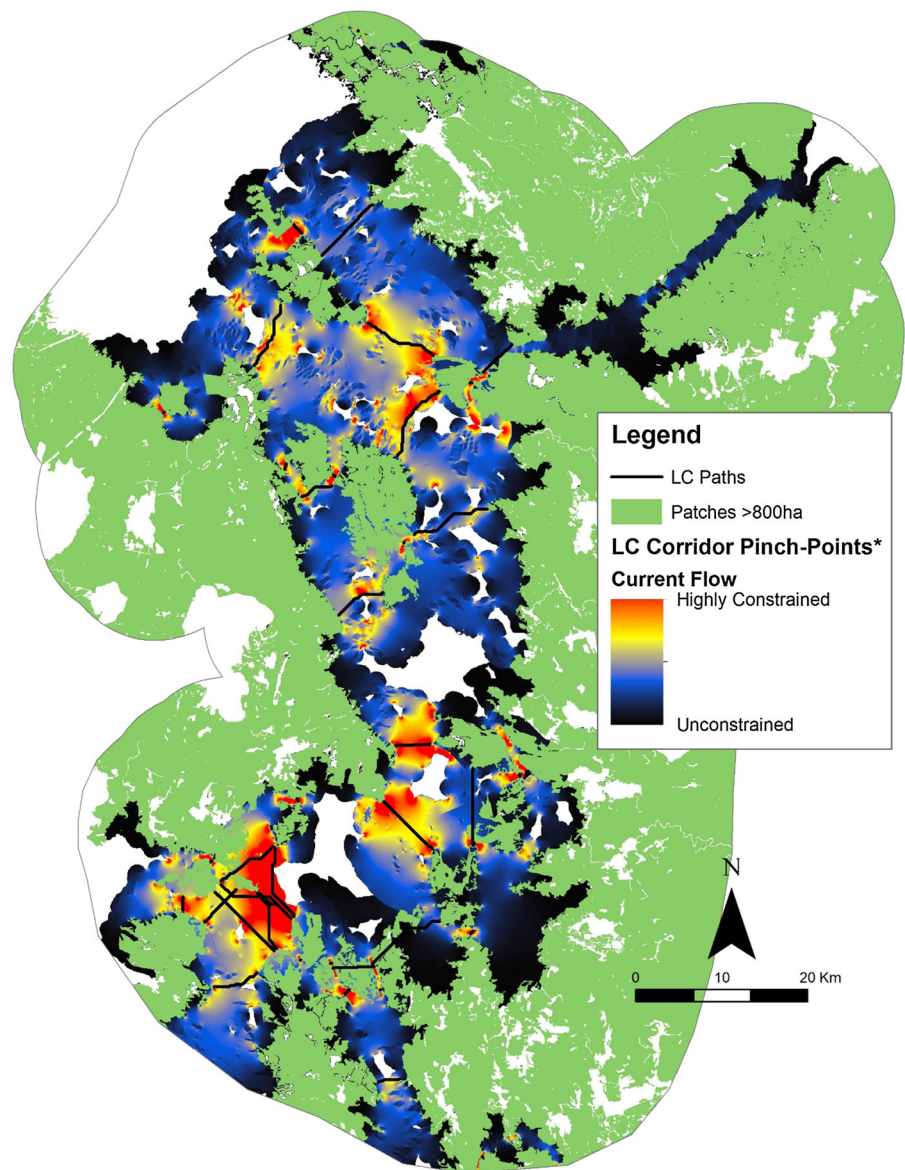 Legend
LC Paths
Patches >800ha
LC Corridor Pinch-Points*
Current Flow
Highly Constrained
Unconstrained
N
0 10 20 Km